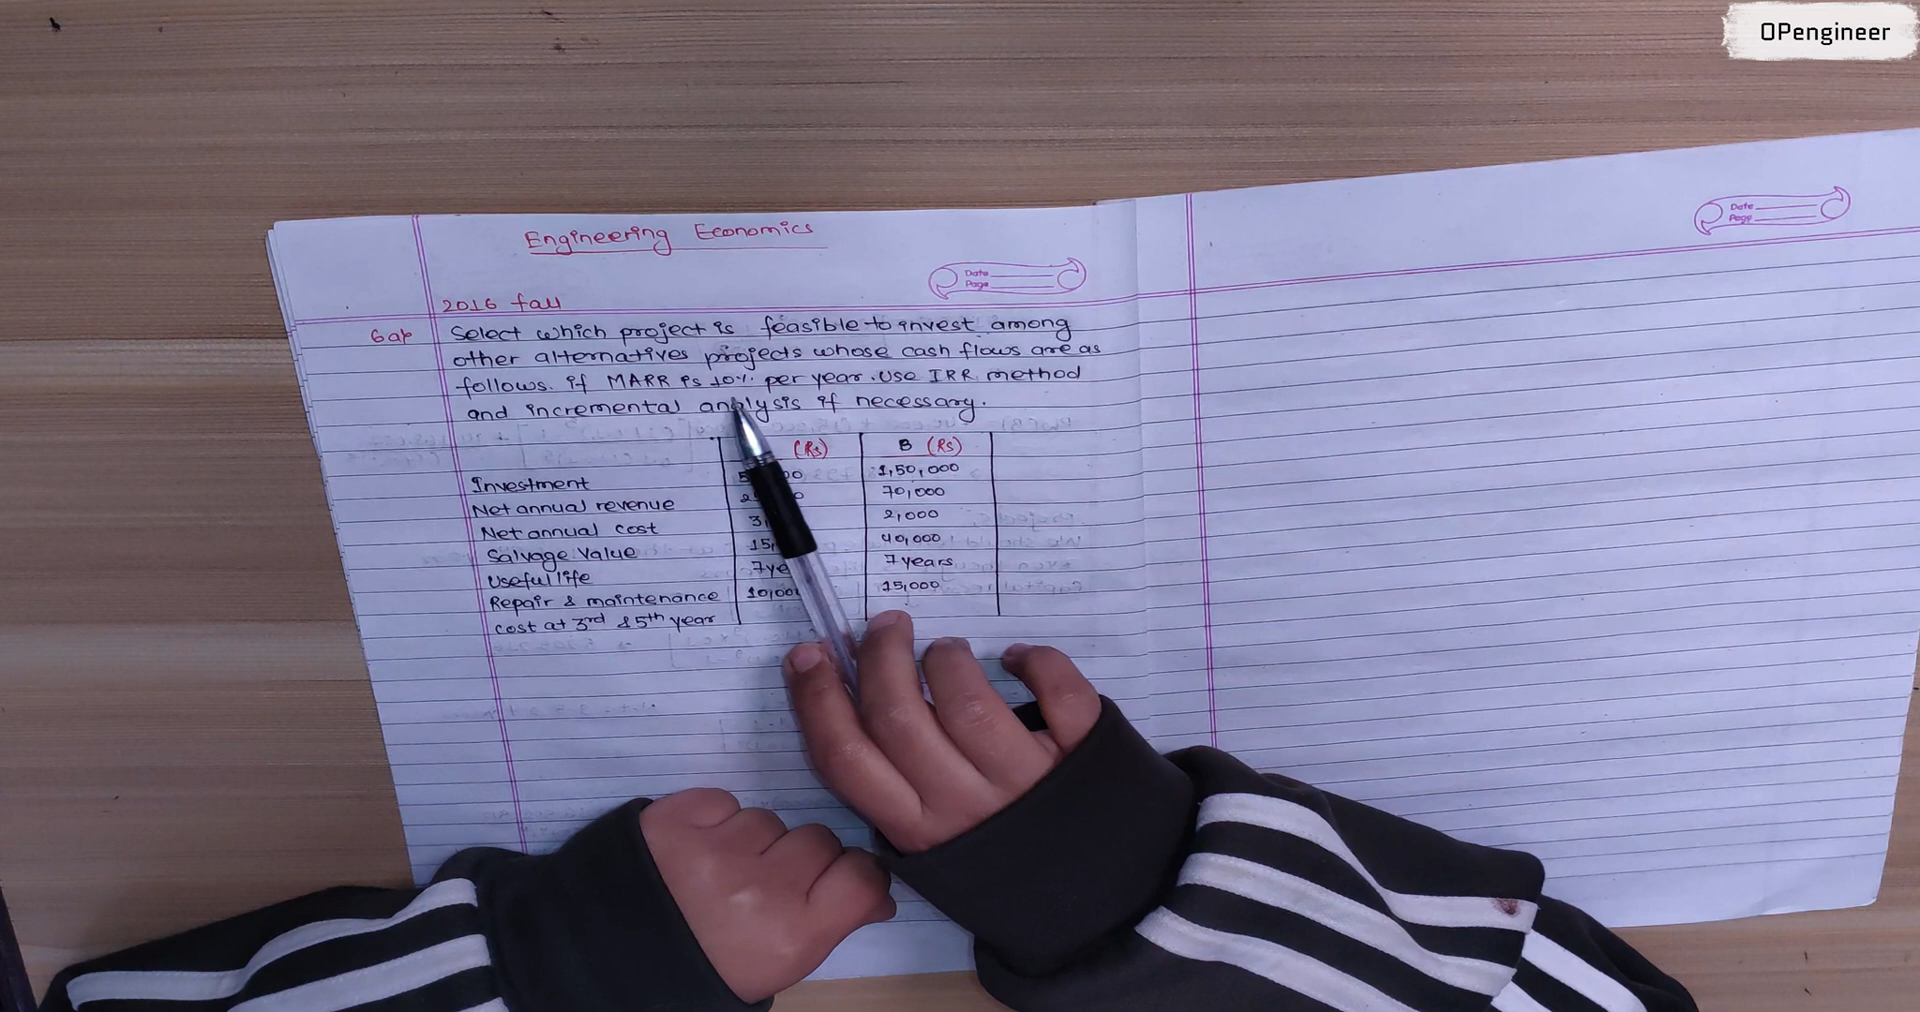 OPengineer
Date
Page
Engineering Economics
Date
Page
2016 fall
6 a)
Select which project is feasible to invest among
other alternatives projects whose cash flows are as
follows. if MARR is 10% per year. Use IRR method
and incremental analysis if necessary.
(Rs) B (Rs)
Investment 1,50,000
Net annual revenue 70,000
Net annual cost 2,000
Salvage Value 40,000
Useful life 7 years
Repair & maintenance 15,000
cost at 3rd & 5th year